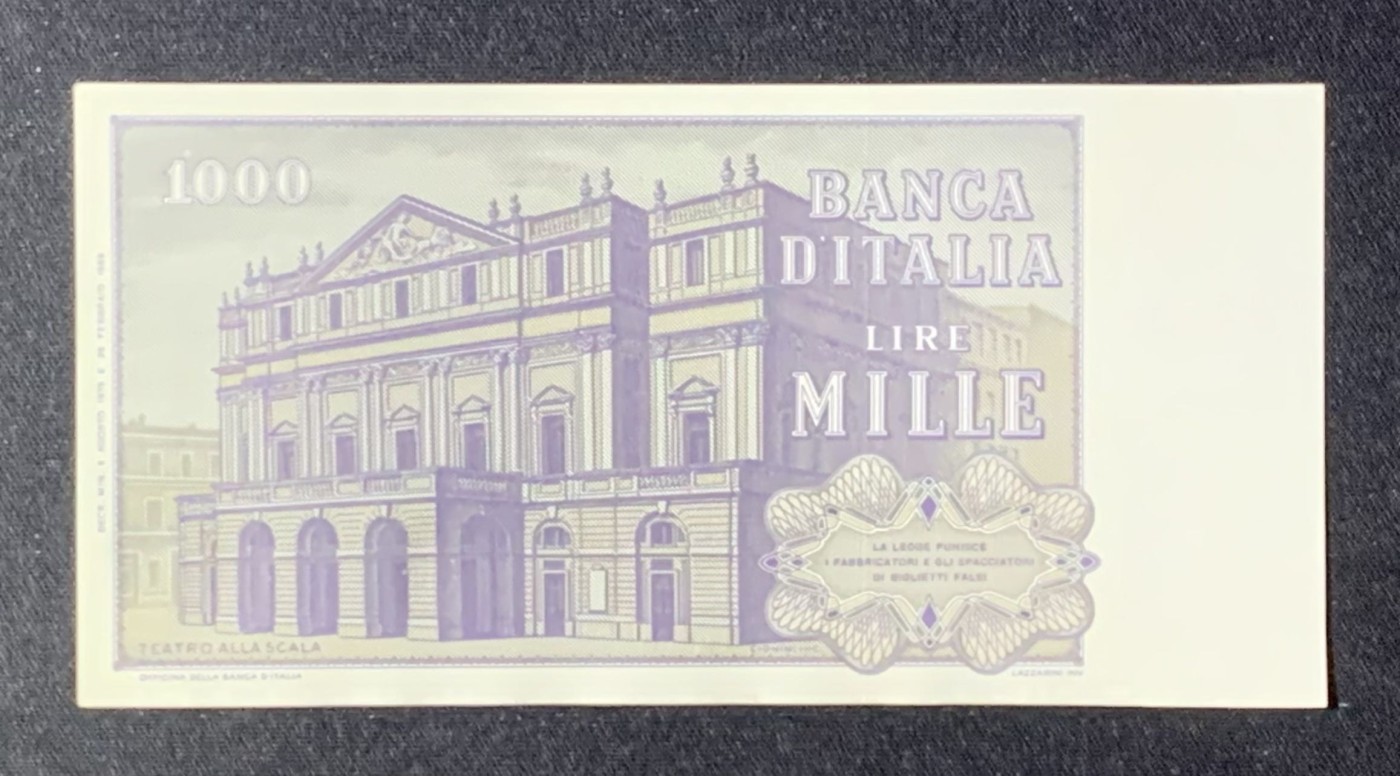 1000
BANCA
D'ITALIA
LIRE
MILLE
LA LEGGE PUNISCE
I FABBRICATORI E GLI SPACCIATORI
DI BIGLIETTI FALSI
TEATRO ALLA SCALA
OFFICINA DELLA BANCA D'ITALIA